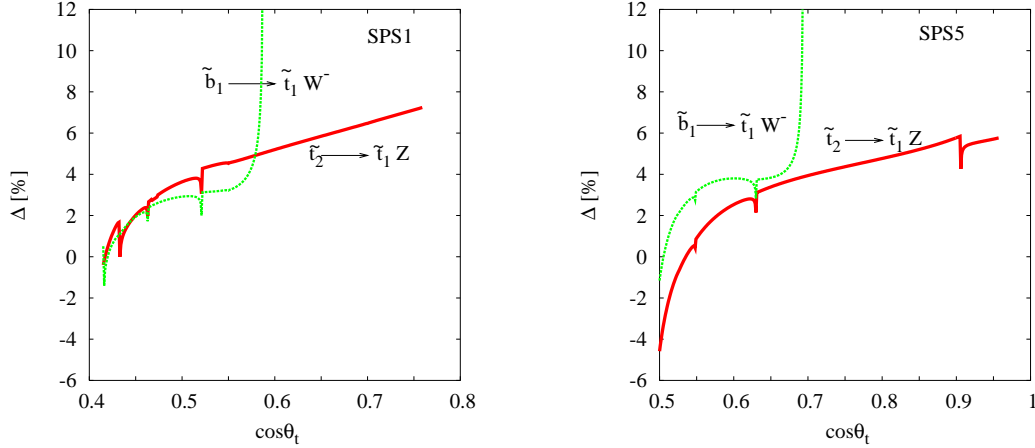 12
10
8
6
4
2
0
-2
-4
-6
0.4 0.5 0.6 0.7 0.8
Δ [%]
cosθt
SPS1
b̃1 → t̃1 W-
t̃2 → t̃1 Z
12
10
8
6
4
2
0
-2
-4
-6
0.5 0.6 0.7 0.8 0.9 1
Δ [%]
cosθt
SPS5
b̃1 → t̃1 W-
t̃2 → t̃1 Z